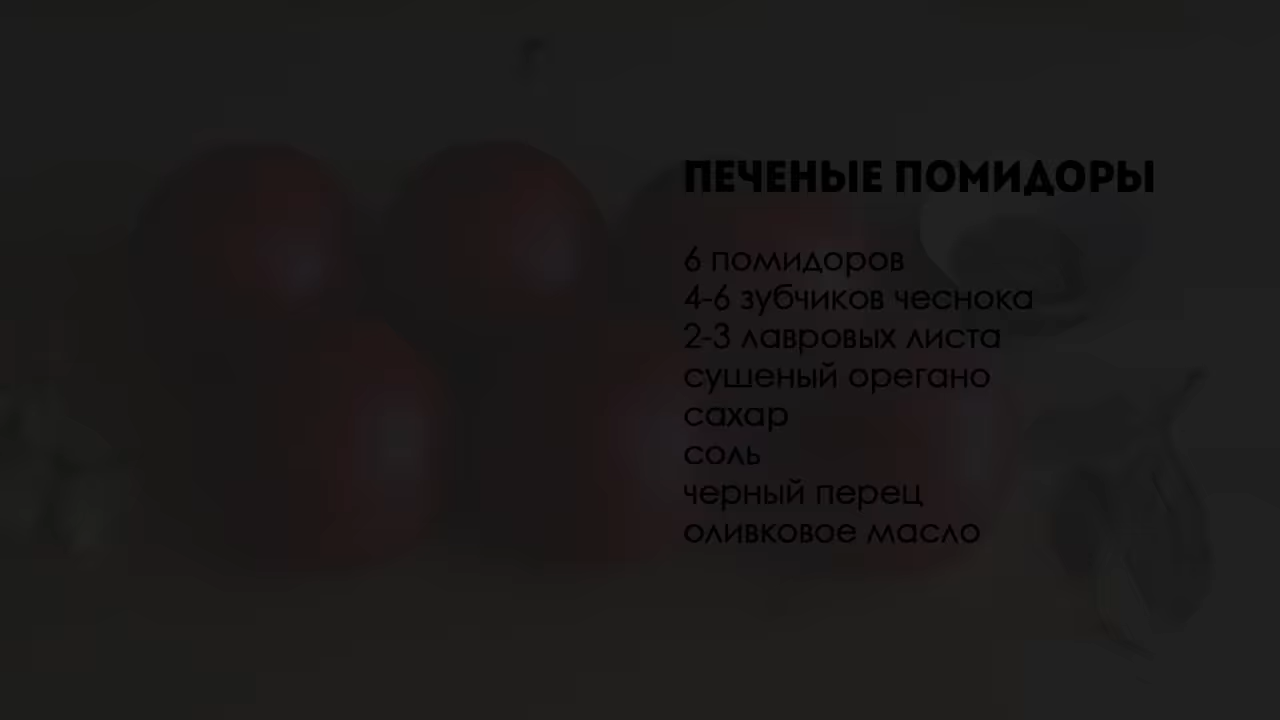 ПЕЧЕНЫЕ ПОМИДОРЫ
6 помидоров
4-6 зубчиков чеснока
2-3 лавровых листа
сушеный орегано
сахар
соль
черный перец
оливковое масло